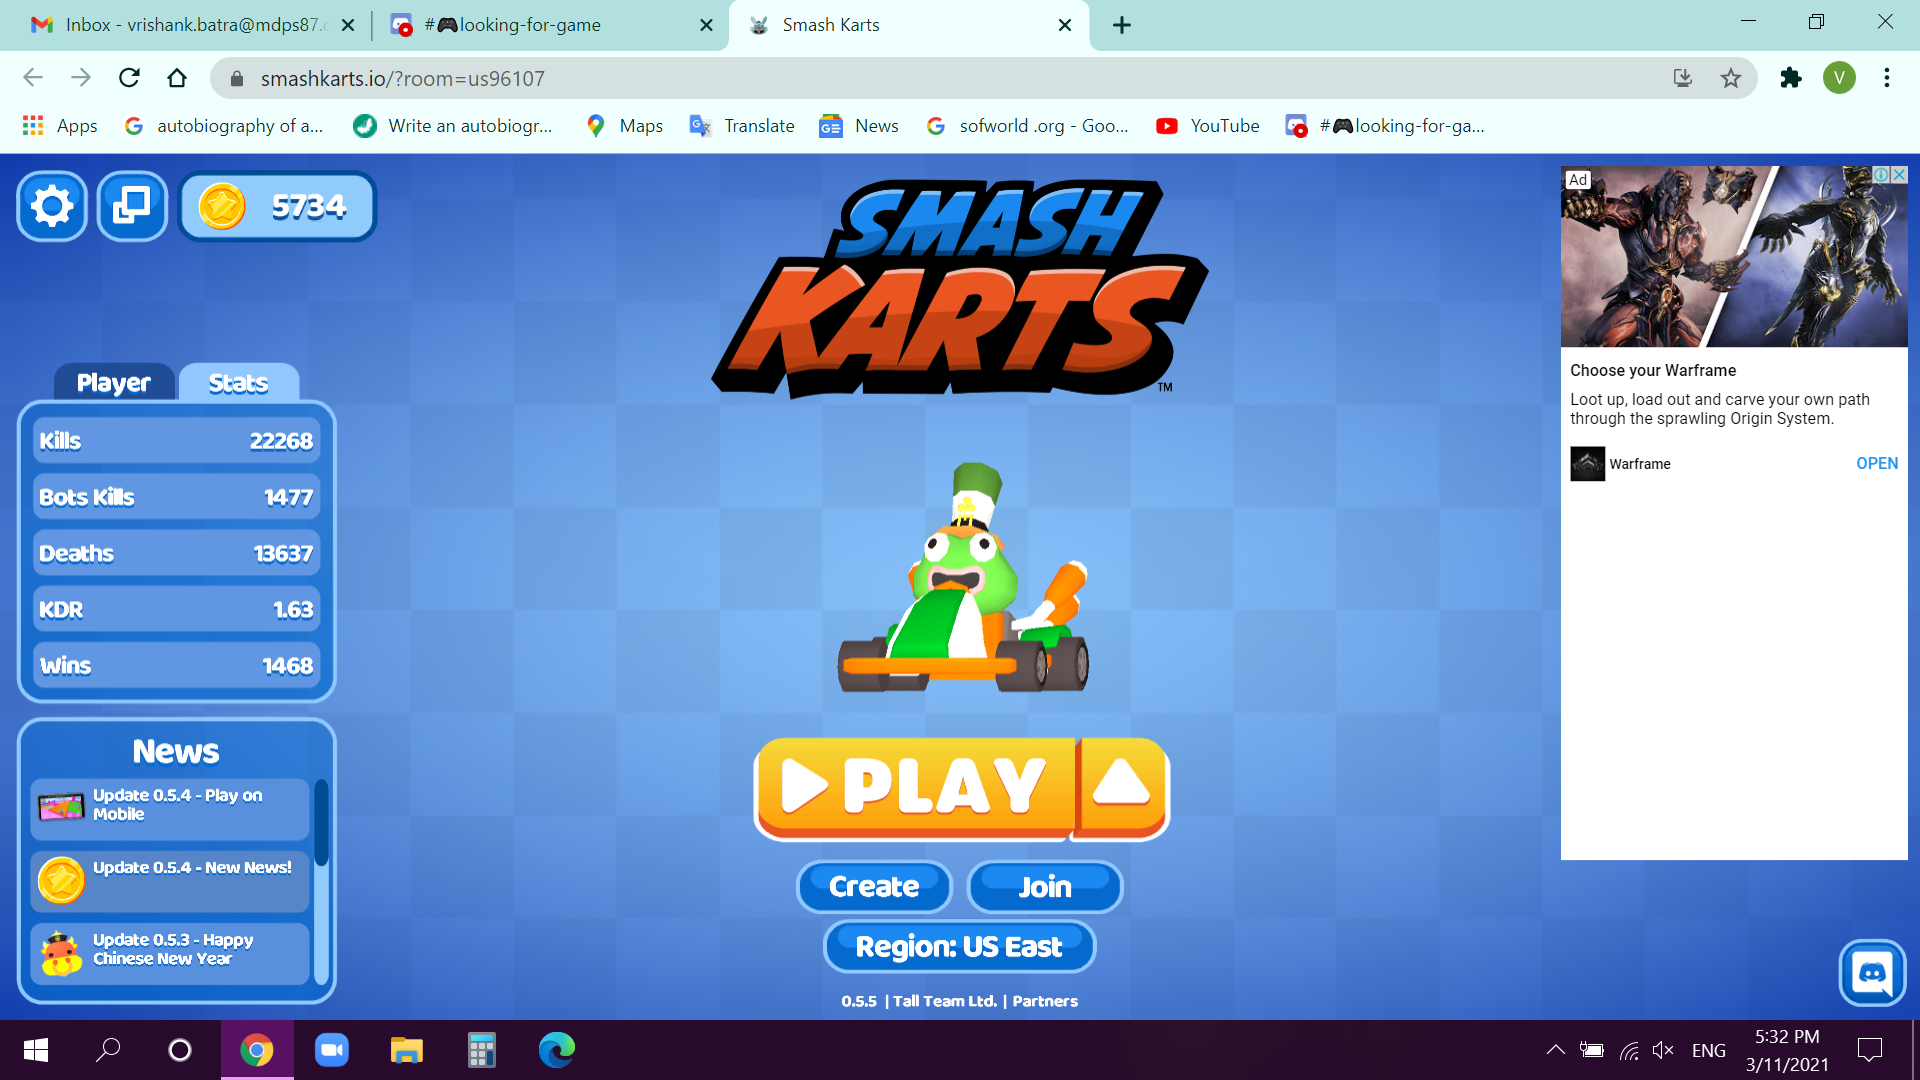 Inbox - vrishank.batra@mdps87.
#🎮looking-for-game
Smash Karts
smashkarts.io/?room=us96107
V
Apps
autobiography of a...
Write an autobiogr...
Maps
Translate
News
sofworld .org - Goo...
YouTube
#🎮looking-for-ga...
5734
SMASH
KARTS
TM
Ad
Choose your Warframe
Loot up, load out and carve your own path
through the sprawling Origin System.
Warframe
OPEN
Player
Stats
Kills 22268
Bots Kills 1477
Deaths 13637
KDR 1.63
Wins 1468
News
Update 0.5.4 - Play on
Mobile
Update 0.5.4 - New News!
Update 0.5.3 - Happy
Chinese New Year
PLAY
Create
Join
Region: US East
0.5.5 | Tall Team Ltd. | Partners
ENG
5:32 PM
3/11/2021